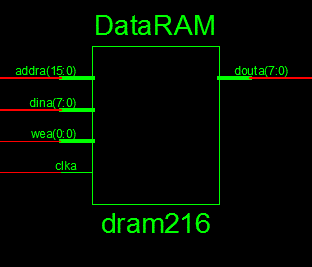 DataRAM
addra(15:0)
douta(7:0)
dina(7:0)
wea(0:0)
clka
dram216